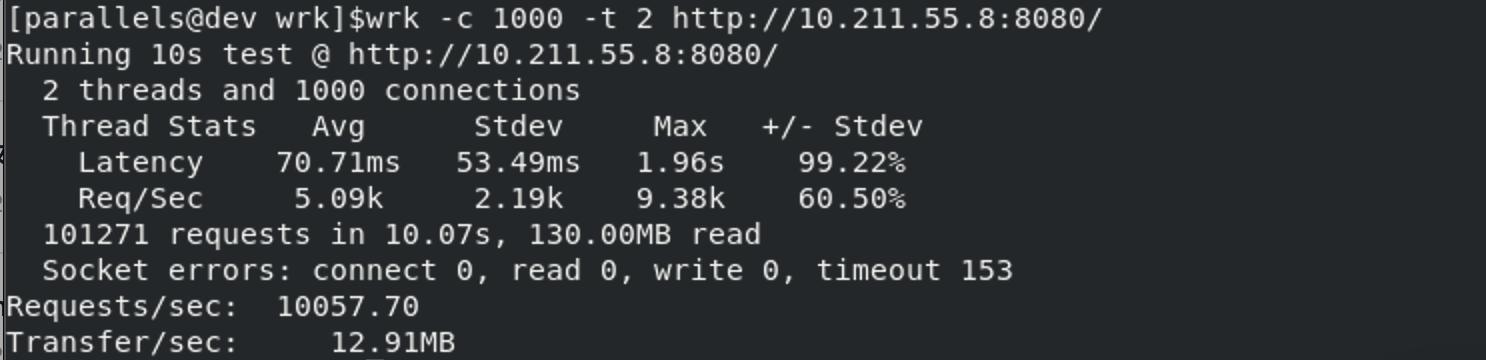 [parallels@dev wrk]$wrk -c 1000 -t 2 http://10.211.55.8:8080/
Running 10s test @ http://10.211.55.8:8080/
  2 threads and 1000 connections
  Thread Stats   Avg      Stdev     Max   +/- Stdev
    Latency    70.71ms   53.49ms   1.96s    99.22%
    Req/Sec     5.09k     2.19k    9.38k    60.50%
  101271 requests in 10.07s, 130.00MB read
  Socket errors: connect 0, read 0, write 0, timeout 153
Requests/sec:  10057.70
Transfer/sec:     12.91MB